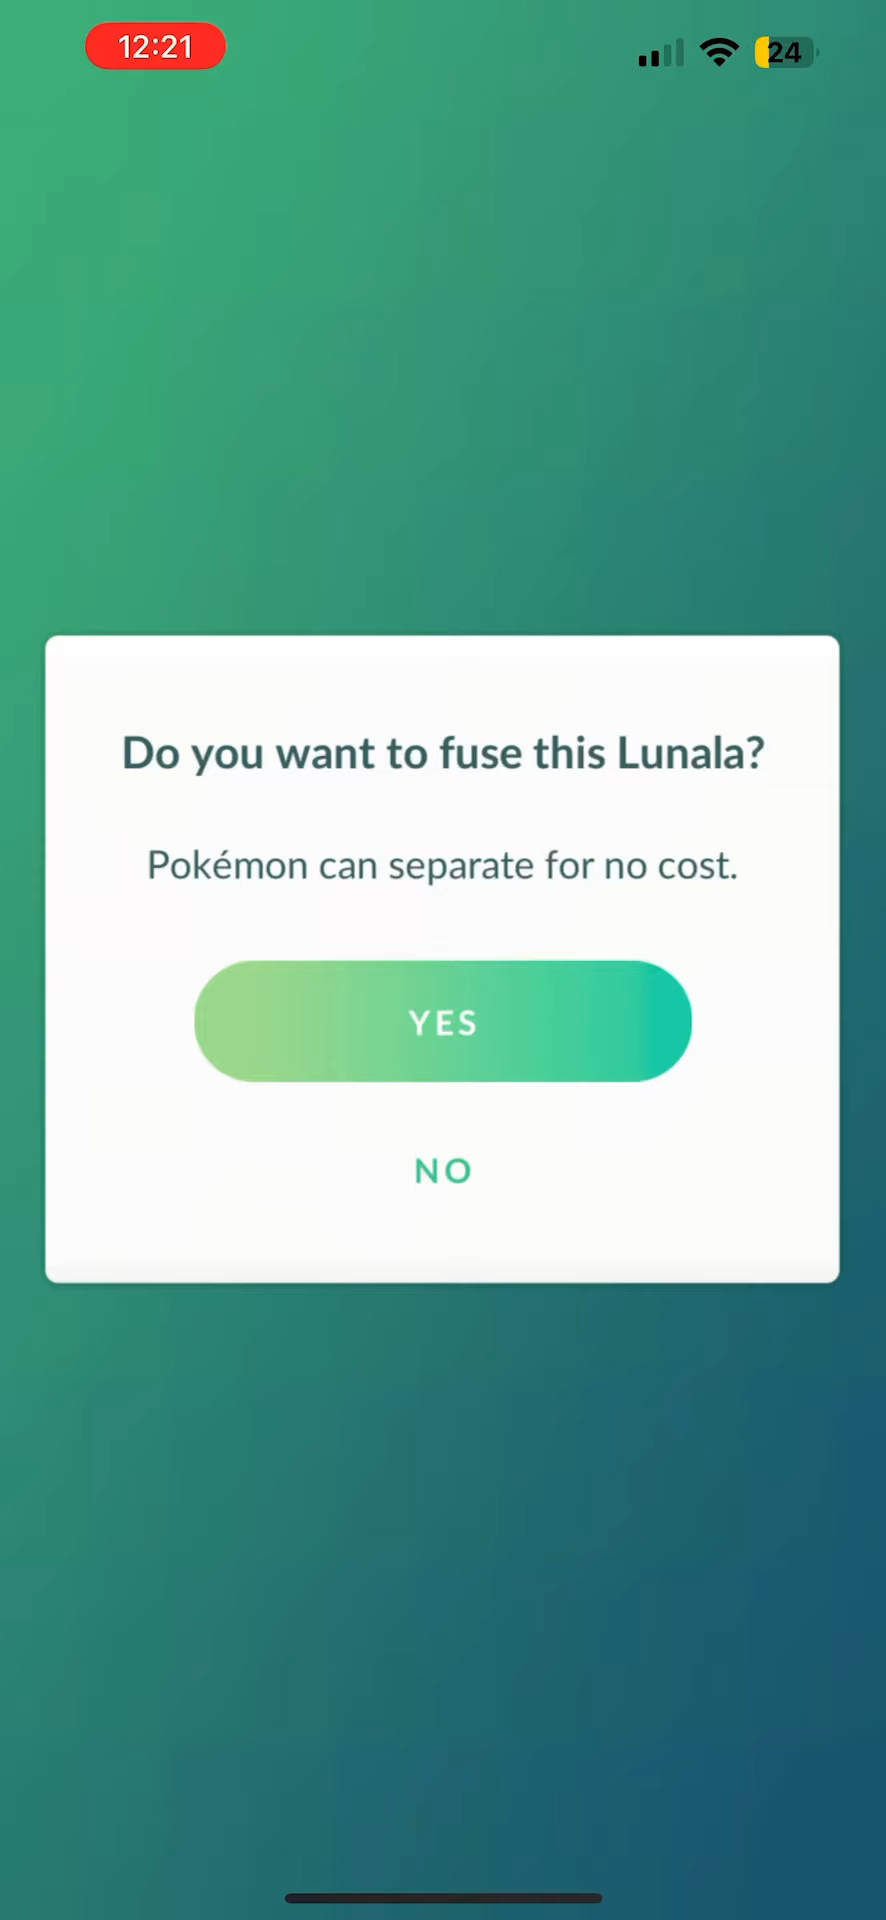 12:21
24
Do you want to fuse this Lunala?
Pokémon can separate for no cost.
YES
NO